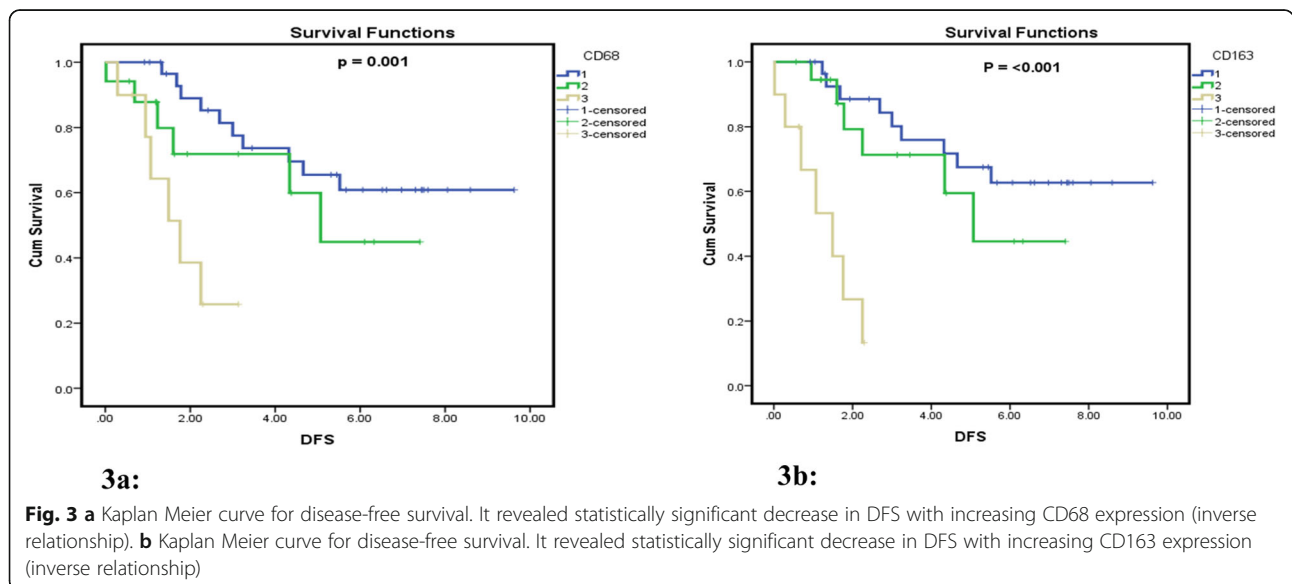 Survival Functions
p = 0.001
CD68
1
2
3
1-censored
2-censored
3-censored
1.0
0.8
0.6
0.4
0.2
0.0
Cum Survival
.00 2.00 4.00 6.00 8.00 10.00
DFS
3a:
Survival Functions
P = <0.001
CD163
1
2
3
1-censored
2-censored
3-censored
1.0
0.8
0.6
0.4
0.2
0.0
Cum Survival
.00 2.00 4.00 6.00 8.00 10.00
DFS
3b:
Fig. 3 a Kaplan Meier curve for disease-free survival. It revealed statistically significant decrease in DFS with increasing CD68 expression (inverse
relationship). b Kaplan Meier curve for disease-free survival. It revealed statistically significant decrease in DFS with increasing CD163 expression
(inverse relationship)